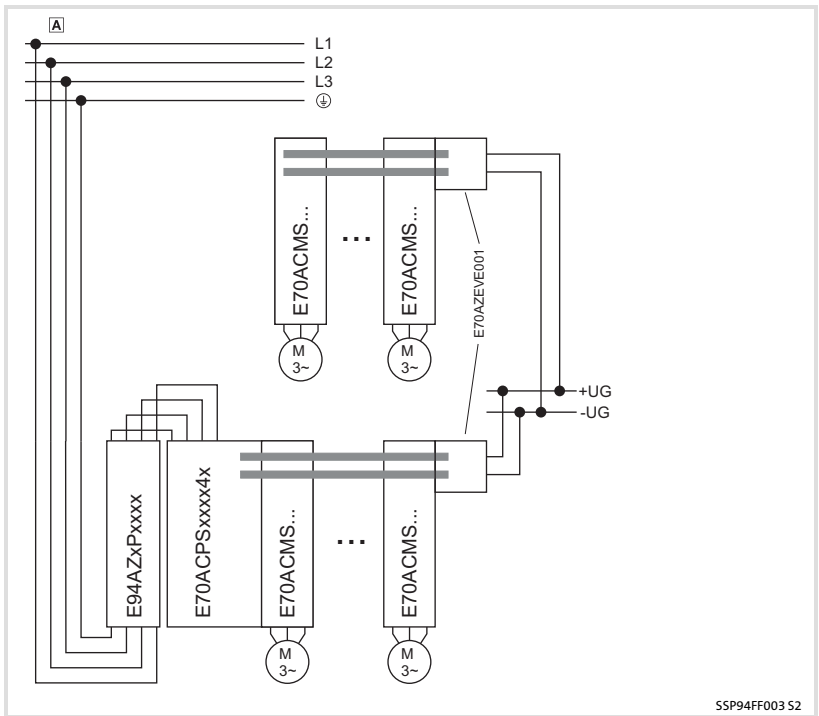 A
L1
L2
L3
E70ACMS...
...
E70ACMS...
E70AZEVE001
M
3~
M
3~
+UG
-UG
E94AZxPxxxx
E70ACPSxxxx4x
E70ACMS...
...
E70ACMS...
M
3~
M
3~
SSP94FF003 S2